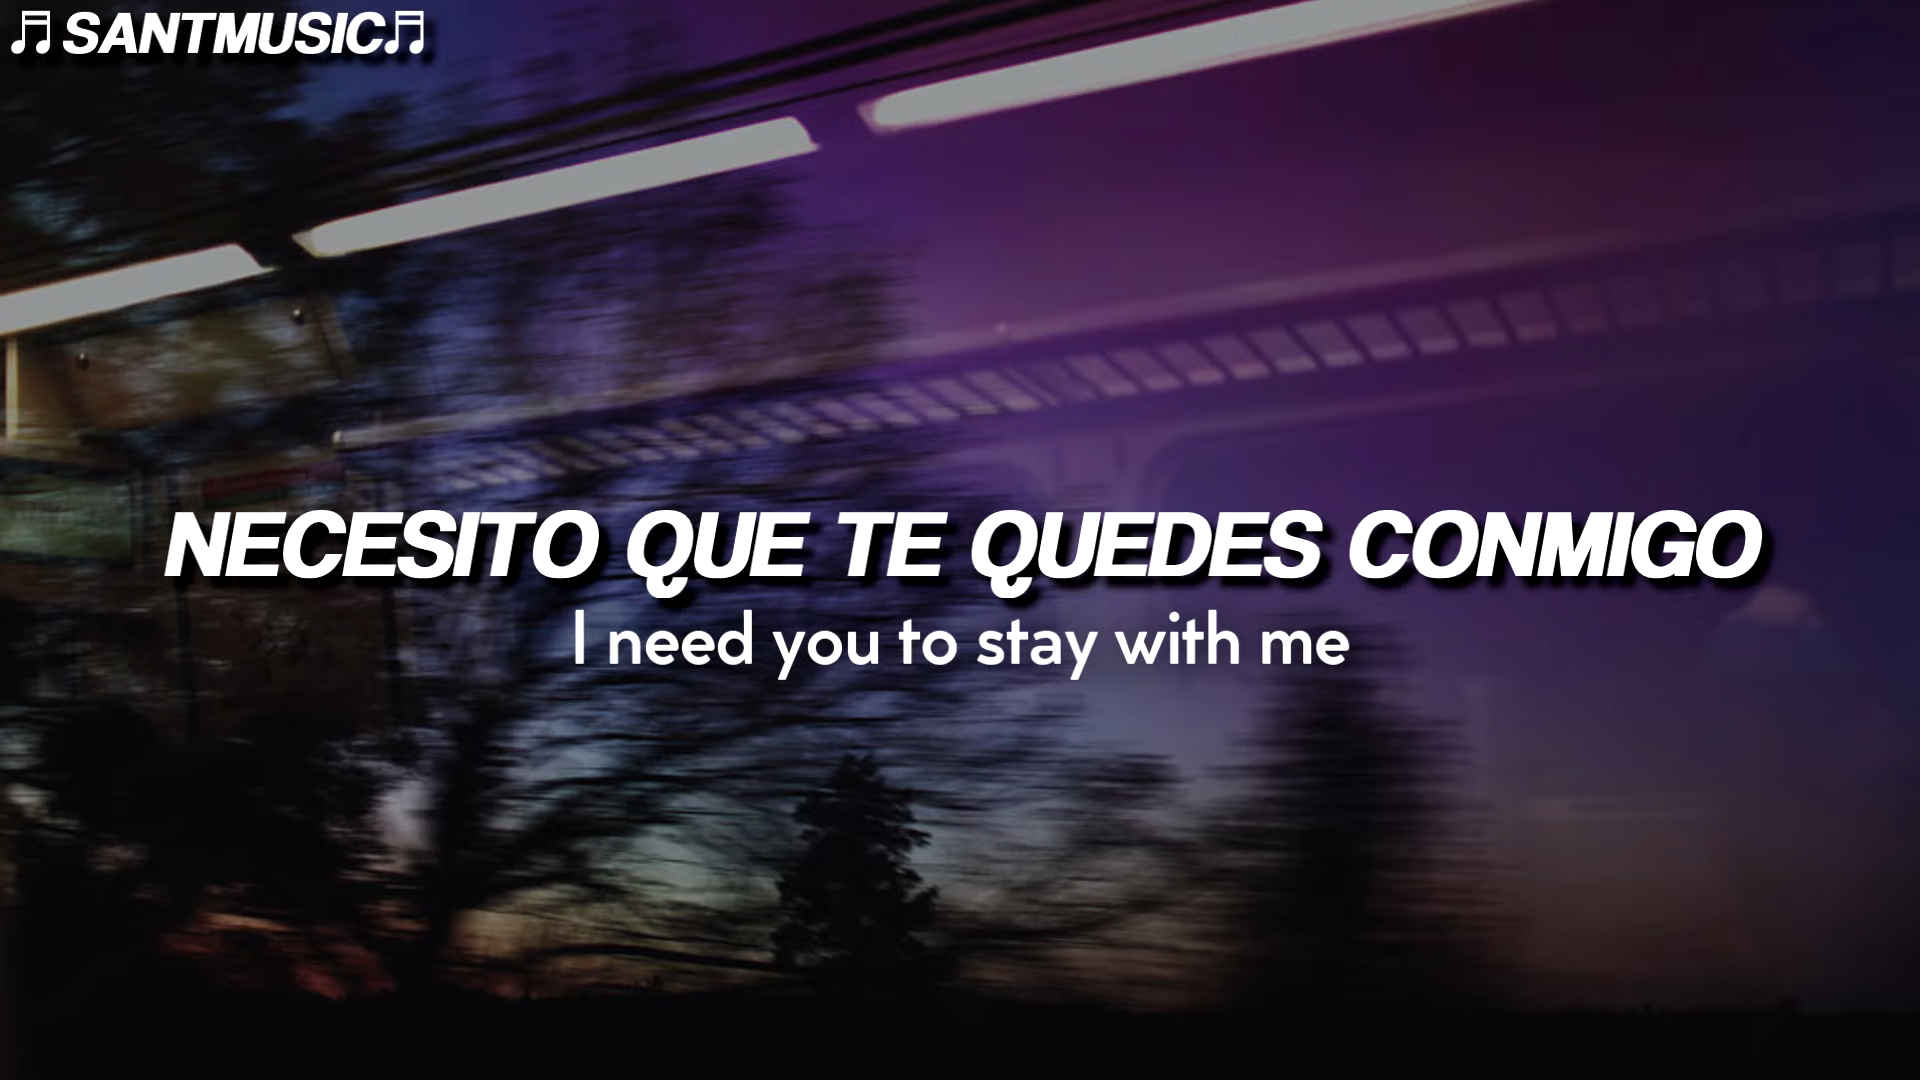 ♬SANTMUSIC♬
NECESITO QUE TE QUEDES CONMIGO
I need you to stay with me